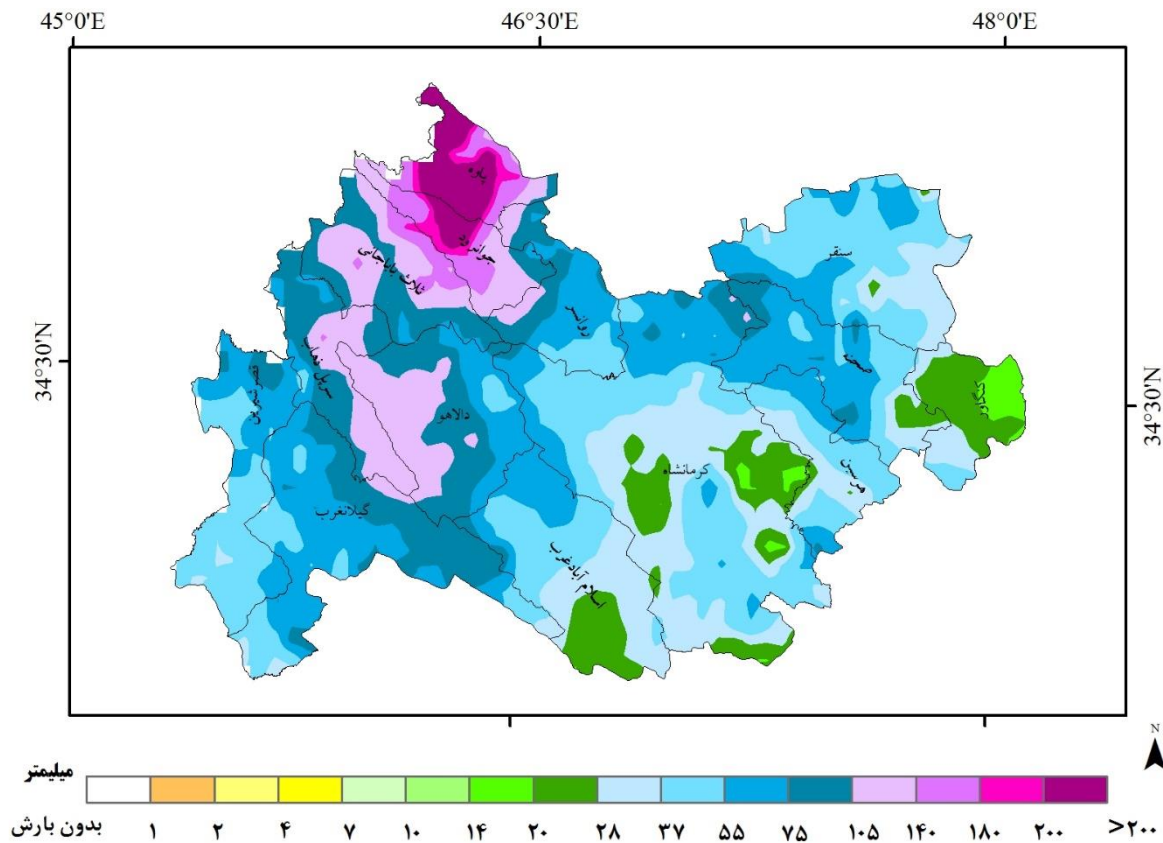 45°0'E 46°30'E 48°0'E
پاوه
جوانرود
ثلاث باباجانی
سنقر
روانسر
34°30'N
صحنه
سرپل ذهاب
قصرشیرین
کنگاور
34°30'N
دالاهو
کرمانشاه
هرسین
گیلانغرب
اسلام آبادغرب
N
میلیمتر
بدون بارش ۱ ۲ ۴ ۷ ۱۰ ۱۴ ۲۰ ۲۸ ۳۷ ۵۵ ۷۵ ۱۰۵ ۱۴۰ ۱۸۰ ۲۰۰ >۲۰۰